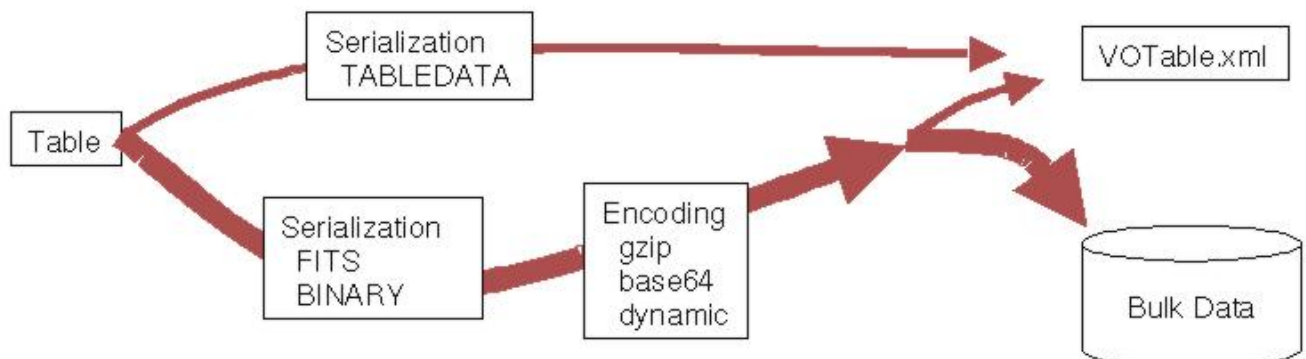 Table
Serialization
TABLEDATA
VOTable.xml
Serialization
FITS
BINARY
Encoding
gzip
base64
dynamic
Bulk Data